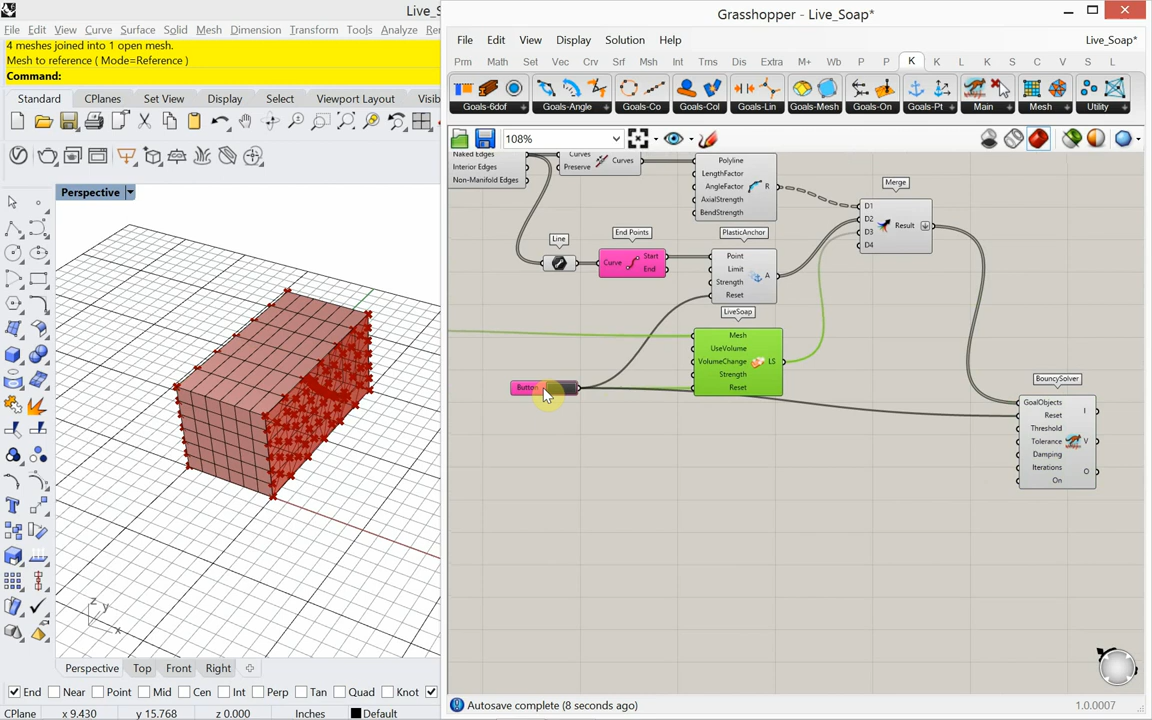 Live_S
Grasshopper - Live_Soap*
File Edit View Curve Surface Solid Mesh Dimension Transform Tools Analyze
File Edit View Display Solution Help
Live_Soap*
4 meshes joined into 1 open mesh.
Mesh to reference ( Mode=Reference )
Command:
Prm Math Set Vec Crv Srf Msh Int Trns Dis Extra M+ Wb P P K K L K S C V S L
Standard CPlanes Set View Display Select Viewport Layout Visib
Goals-6dof Goals-Angle Goals-Co Goals-Col Goals-Lin Goals-Mesh Goals-On Goals-Pt Main Mesh Utility
108%
Perspective
Naked Edges
Interior Edges
Non-Manifold Edges
Curves
Preserve
Curves
Polyline
LengthFactor
AngleFactor
AxialStrength
BendStrength
R
Merge
D1
D2
D3
D4
Result
Line
End Points
Curve
Start
End
PlasticAnchor
Point
Limit
Strength
Reset
A
LiveSoap
Mesh
UseVolume
VolumeChange
Strength
Reset
LS
Button
BouncySolver
GoalObjects
Reset
Threshold
Tolerance
Damping
Iterations
On
I
V
O
z
y
x
Perspective Top Front Right
End Near Point Mid Cen Int Perp Tan Quad Knot
CPlane x 9.430 y 15.768 z 0.000 Inches Default
Autosave complete (8 seconds ago)
1.0.0007